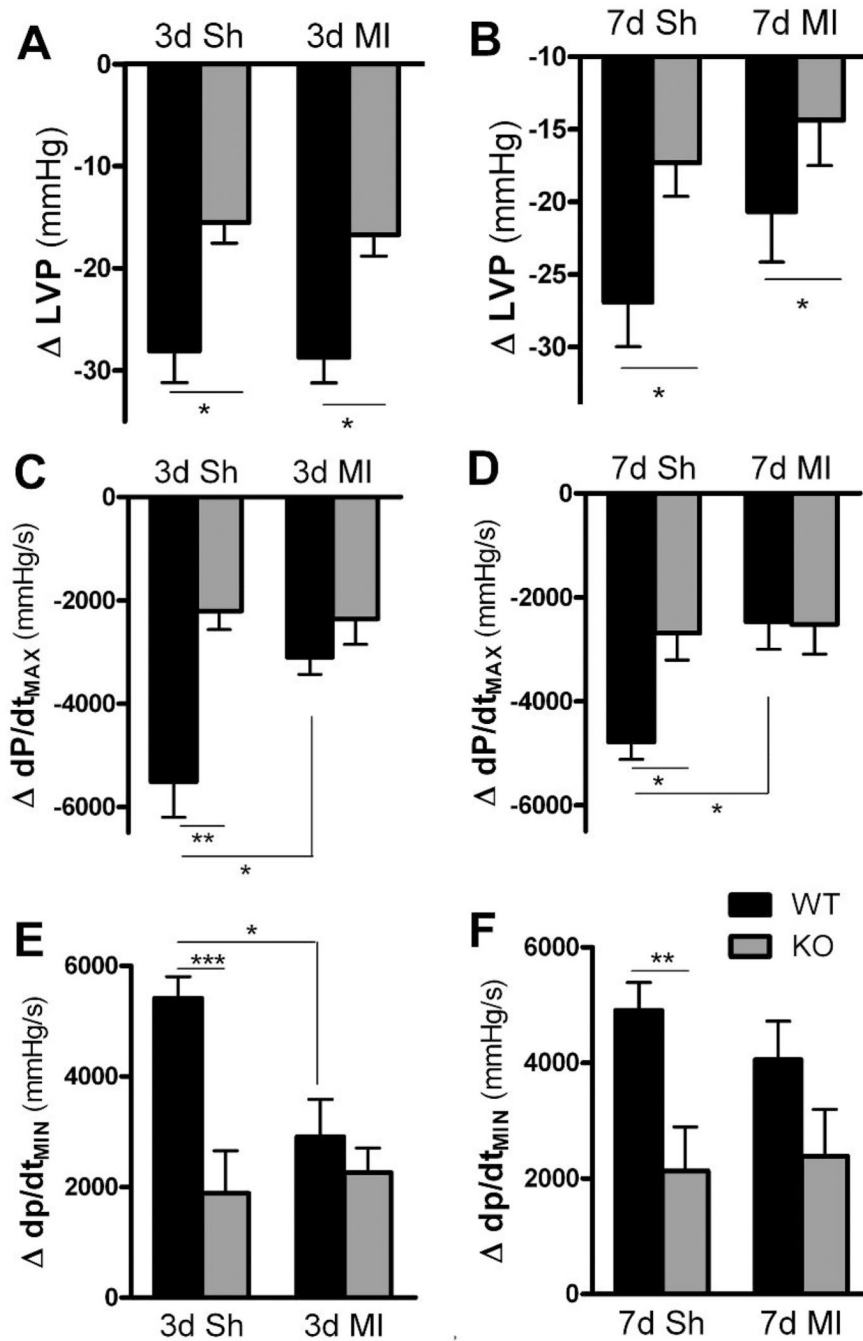 A
3d Sh 3d MI
0
-10
-20
-30
Δ LVP (mmHg)
* *
B
7d Sh 7d MI
-10
-15
-20
-25
-30
Δ LVP (mmHg)
*
*
C
3d Sh 3d MI
0
-2000
-4000
-6000
Δ dP/dtMAX (mmHg/s)
**
*
D
7d Sh 7d MI
0
-2000
-4000
-6000
Δ dP/dtMAX (mmHg/s)
*
*
E
*
***
6000
4000
2000
0
Δ dp/dtMIN (mmHg/s)
3d Sh 3d MI
F
WT
KO
**
6000
4000
2000
0
Δ dp/dtMIN (mmHg/s)
7d Sh 7d MI